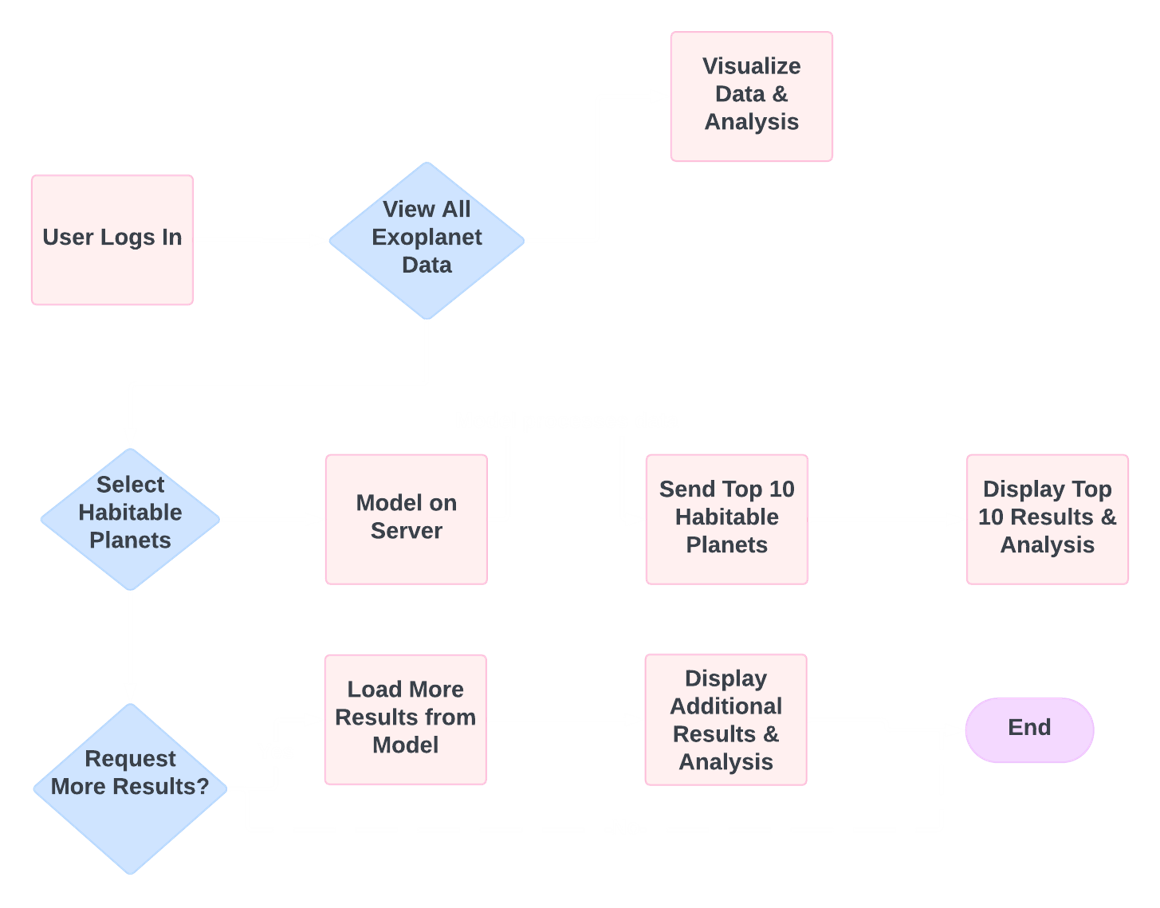 Visualize
Data &
Analysis
User Logs In
View All
Exoplanet
Data
Select
Habitable
Planets
Model on
Server
Send Top 10
Habitable
Planets
Display Top
10 Results &
Analysis
Request
More Results?
Load More
Results from
Model
Display
Additional
Results &
Analysis
End